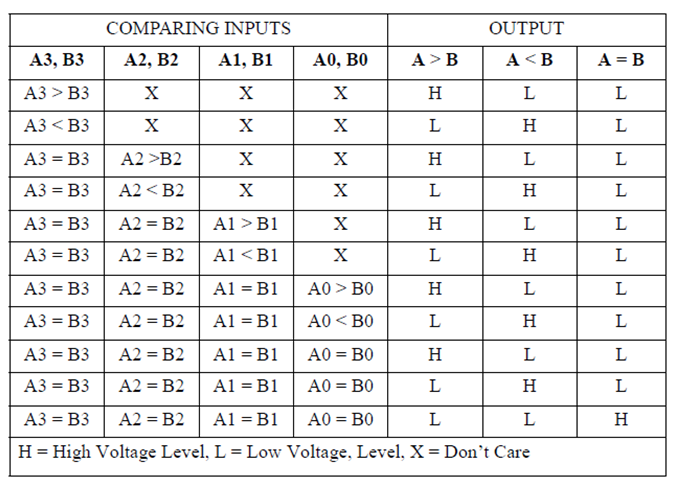 COMPARING INPUTS OUTPUT
A3, B3 A2, B2 A1, B1 A0, B0 A > B A < B A = B
A3 > B3 X X X H L L
A3 < B3 X X X L H L
A3 = B3 A2 >B2 X X H L L
A3 = B3 A2 < B2 X X L H L
A3 = B3 A2 = B2 A1 > B1 X H L L
A3 = B3 A2 = B2 A1 < B1 X L H L
A3 = B3 A2 = B2 A1 = B1 A0 > B0 H L L
A3 = B3 A2 = B2 A1 = B1 A0 < B0 L H L
A3 = B3 A2 = B2 A1 = B1 A0 = B0 H L L
A3 = B3 A2 = B2 A1 = B1 A0 = B0 L H L
A3 = B3 A2 = B2 A1 = B1 A0 = B0 L L H
H = High Voltage Level, L = Low Voltage, Level, X = Don’t Care